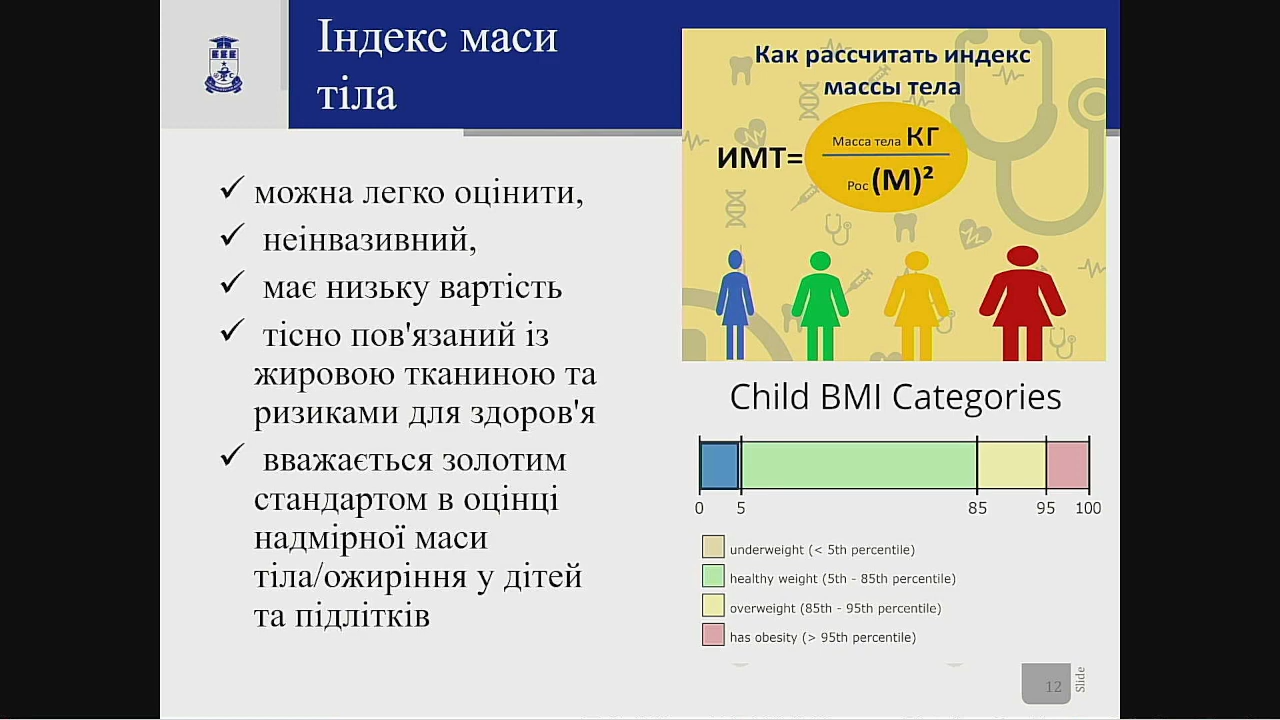 Індекс маси
тіла
✓ можна легко оцінити,
✓ неінвазивний,
✓ має низьку вартість
✓ тісно пов'язаний із
жировою тканиною та
ризиками для здоров'я
✓ вважається золотим
стандартом в оцінці
надмірної маси
тіла/ожиріння у дітей
та підлітків
Как рассчитать индекс
массы тела
ИМТ=
Масса тела КГ
Рос (М)²
Child BMI Categories
0 5 85 95 100
underweight (< 5th percentile)
healthy weight (5th - 85th percentile)
overweight (85th - 95th percentile)
has obesity (> 95th percentile)
12
Slide